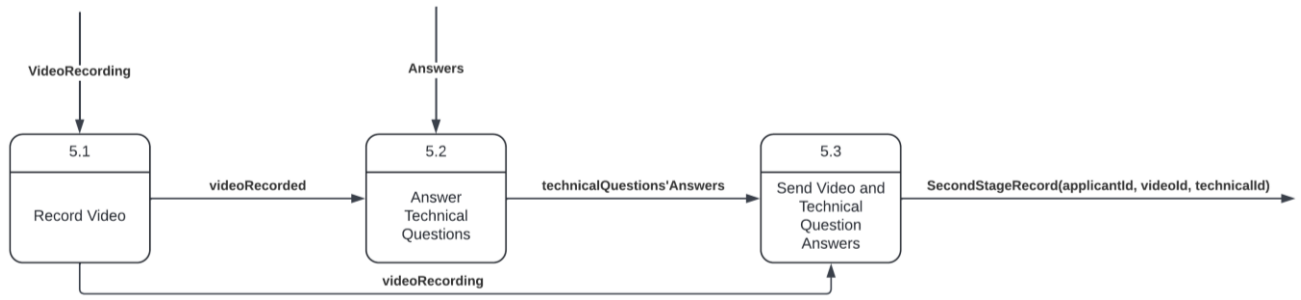 VideoRecording
Answers
5.1
5.2
5.3
Record Video
videoRecorded
Answer
Technical
Questions
technicalQuestions'Answers
Send Video and
Technical
Question
Answers
SecondStageRecord(applicantId, videoId, technicalId)
videoRecording